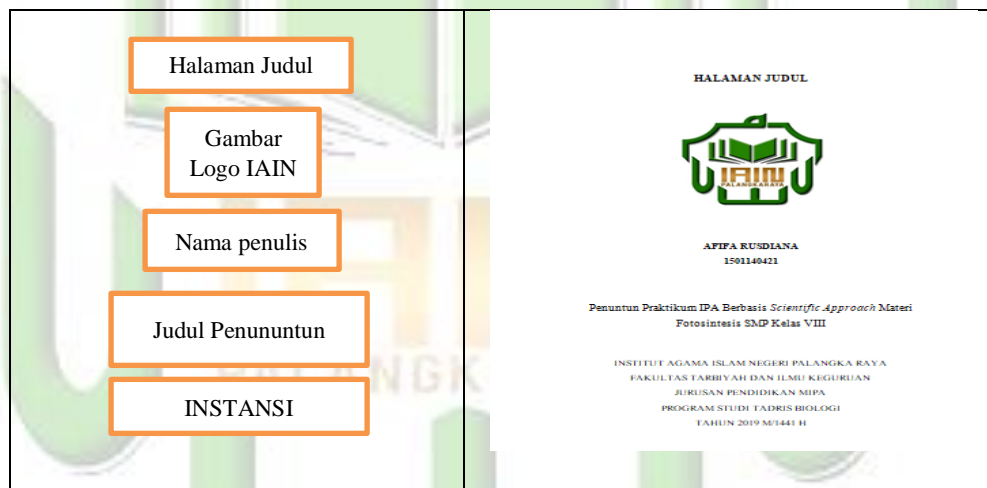 Halaman Judul
Gambar
Logo IAIN
Nama penulis
Judul Penununtun
INSTANSI
HALAMAN JUDUL
IAIN
PALANGKARAYA
AFIFA RUSDIANA
1501140421
Penuntun Praktikum IPA Berbasis Scientific Approach Materi
Fotosintesis SMP Kelas VIII
INSTITUT AGAMA ISLAM NEGERI PALANGKA RAYA
FAKULTAS TARBIYAH DAN ILMU KEGURUAN
JURUSAN PENDIDIKAN MIPA
PROGRAM STUDI TADRIS BIOLOGI
TAHUN 2019 M/1441 H